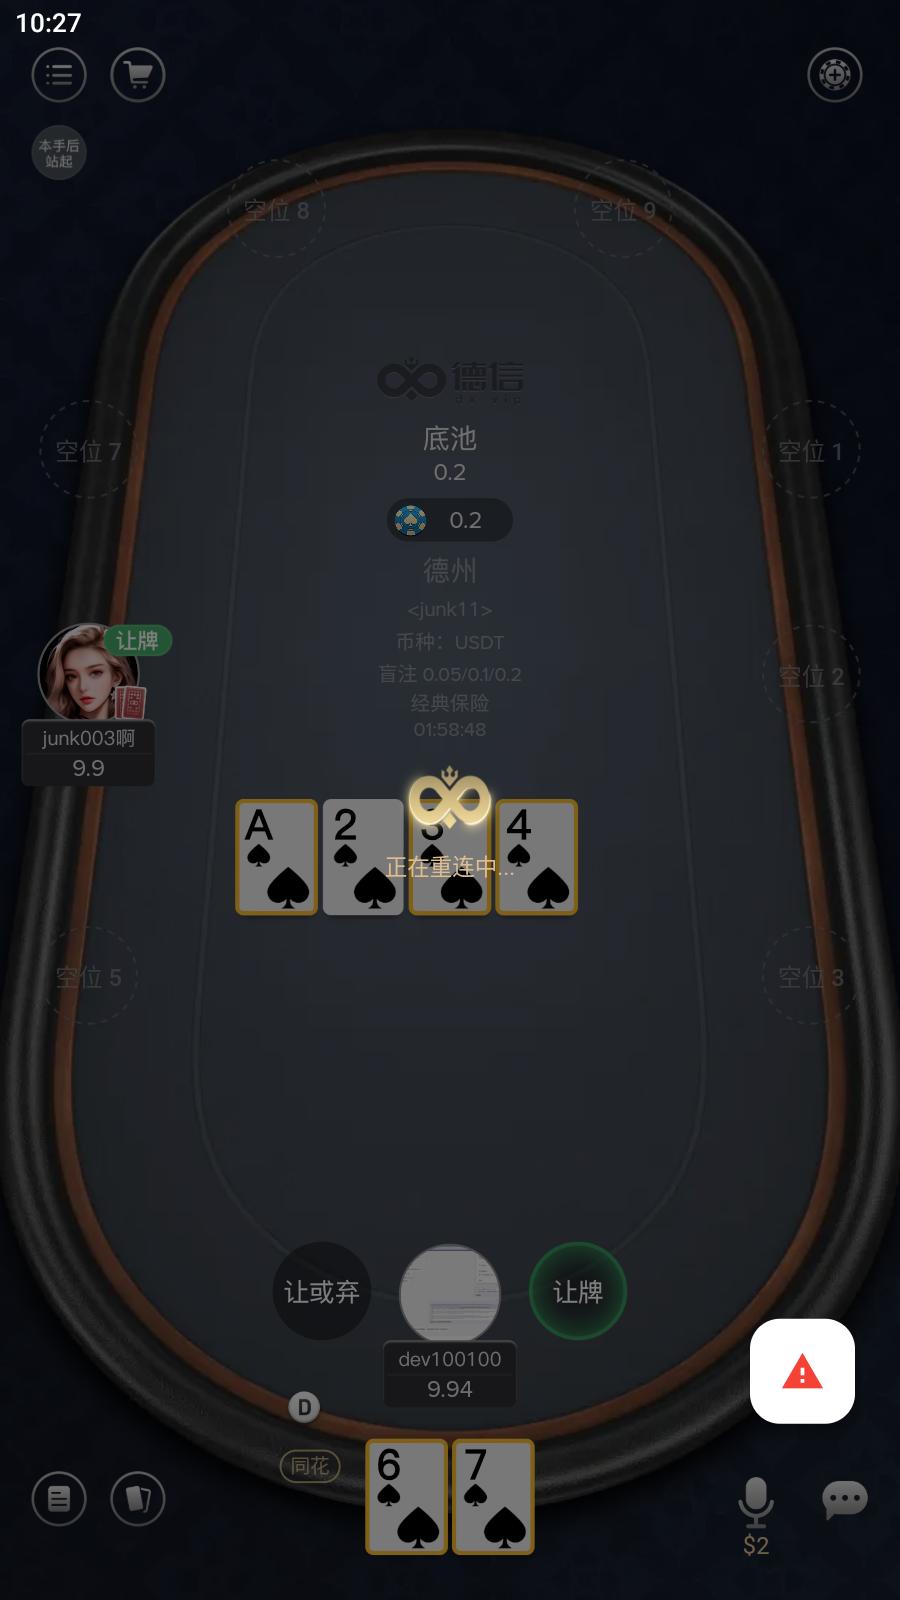 10:27
本手后
站起
空位 8
空位 9
德信
dx vip
底池
0.2
空位 7
空位 1
0.2
德州
<junk11>
让牌
币种：USDT
盲注 0.05/0.1/0.2
空位 2
经典保险
01:58:48
junk003啊
9.9
A
2
3
4
正在重连中...
空位 5
空位 3
让或弃
让牌
dev100100
9.94
D
同花
6
7
$2